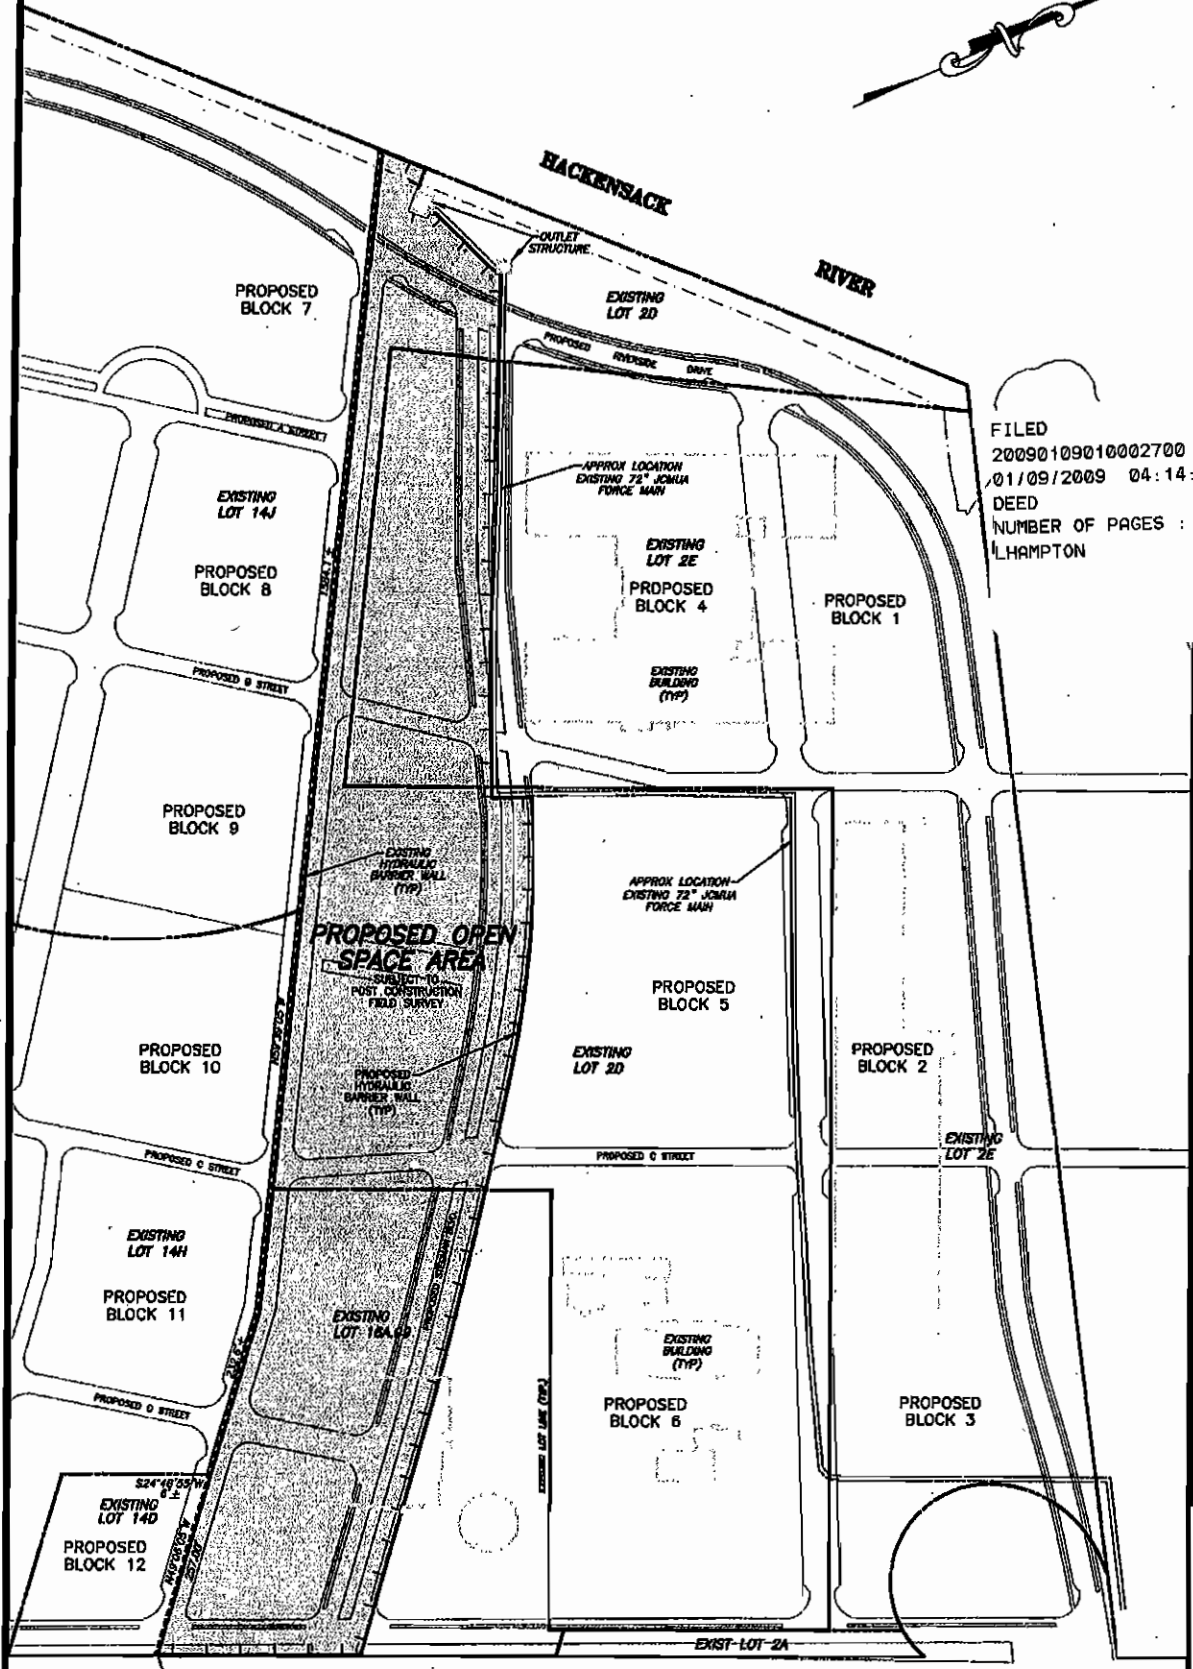 HACKENSACK
RIVER
OUTLET
STRUCTURE
PROPOSED
BLOCK 7
EXISTING
LOT 2D
PROPOSED RIVERSIDE DRIVE
FILED
20090109010002700
01/09/2009 04:14:
DEED
NUMBER OF PAGES :
LHAMPTON
PROPOSED A STREET
APPROX LOCATION
EXISTING 72" JCMUA
FORCE MAIN
EXISTING
LOT 14J
EXISTING
LOT 2E
PROPOSED
BLOCK 8
PROPOSED
BLOCK 4
PROPOSED
BLOCK 1
EXISTING
BUILDING
(TYP)
PROPOSED B STREET
PROPOSED
BLOCK 9
EXISTING
HYDRAULIC
BARRIER WALL
(TYP)
APPROX LOCATION
EXISTING 72" JCMUA
FORCE MAIN
PROPOSED OPEN
SPACE AREA
SUBJECT TO
POST CONSTRUCTION
FIELD SURVEY
PROPOSED
BLOCK 5
PROPOSED
BLOCK 10
EXISTING
LOT 2D
PROPOSED
BLOCK 2
PROPOSED
HYDRAULIC
BARRIER WALL
(TYP)
PROPOSED C STREET
PROPOSED C STREET
EXISTING
LOT 2E
EXISTING
LOT 14H
PROPOSED
BLOCK 11
EXISTING
LOT
EXISTING
BUILDING
(TYP)
EXISTING LOT LINE (TYP.)
PROPOSED
BLOCK 6
PROPOSED
BLOCK 3
PROPOSED D STREET
EXISTING
LOT 14D
PROPOSED
BLOCK 12
EXIST LOT 2A